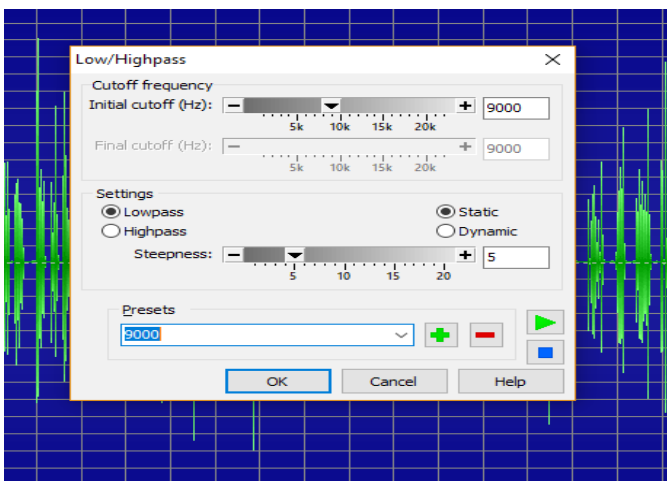 Low/Highpass
Cutoff frequency
Initial cutoff (Hz): 9000
5k 10k 15k 20k
Final cutoff (Hz): 9000
5k 10k 15k 20k
Settings
Lowpass Static
Highpass Dynamic
Steepness: 5
5 10 15 20
Presets
9000
OK Cancel Help